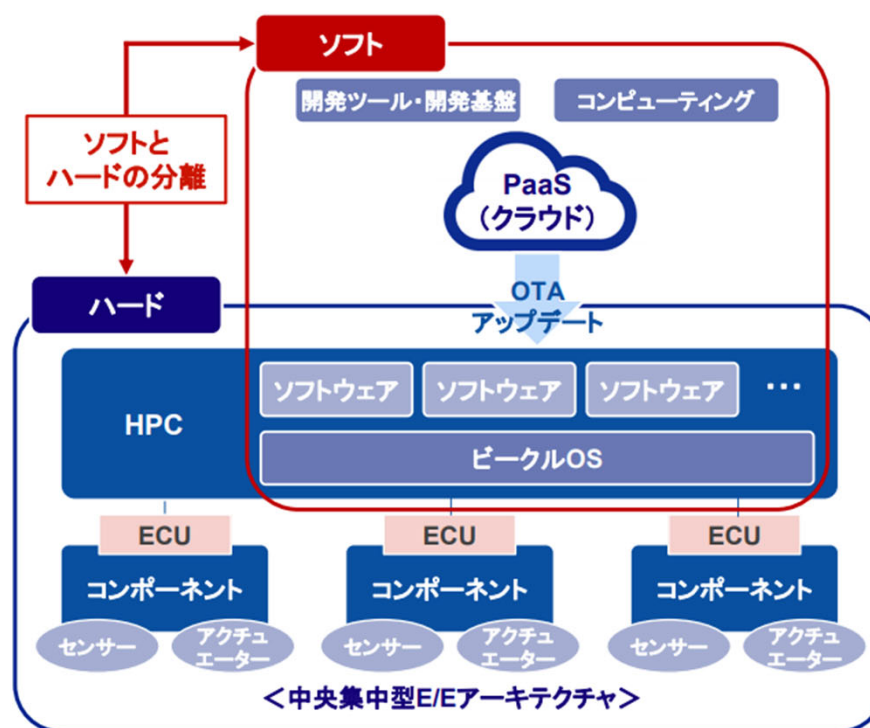 ソフト
開発ツール・開発基盤
コンピューティング
ソフトと
ハードの分離
PaaS
（クラウド）
ハード
OTA
アップデート
HPC
ソフトウェア
ソフトウェア
ソフトウェア
…
ビークルOS
ECU
ECU
ECU
コンポーネント
コンポーネント
コンポーネント
センサー
アクチュ
エーター
センサー
アクチュ
エーター
センサー
アクチュ
エーター
＜中央集中型E/Eアーキテクチャ＞